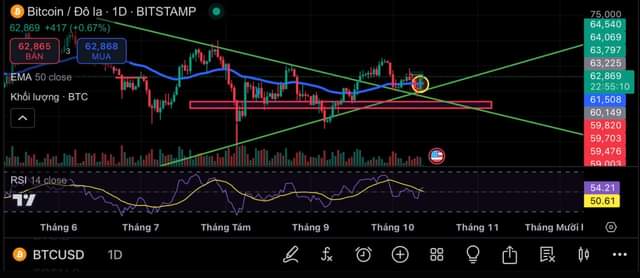 Bitcoin / Đô la · 1D · BITSTAMP
62,869 +417 (+0.67%)
62,865
BÁN
3
62,868
MUA
EMA 50 close
Khối lượng · BTC
75,000
64,540
64,069
63,797
63,225
62,869
22:55:10
61,508
60,149
59,820
59,703
59,476
59,003
RSI 14 close
54.21
50.61
Tháng 6
Tháng 7
Tháng Tám
Tháng 9
Tháng 10
Tháng 11
Tháng Mười
BTCUSD
1D